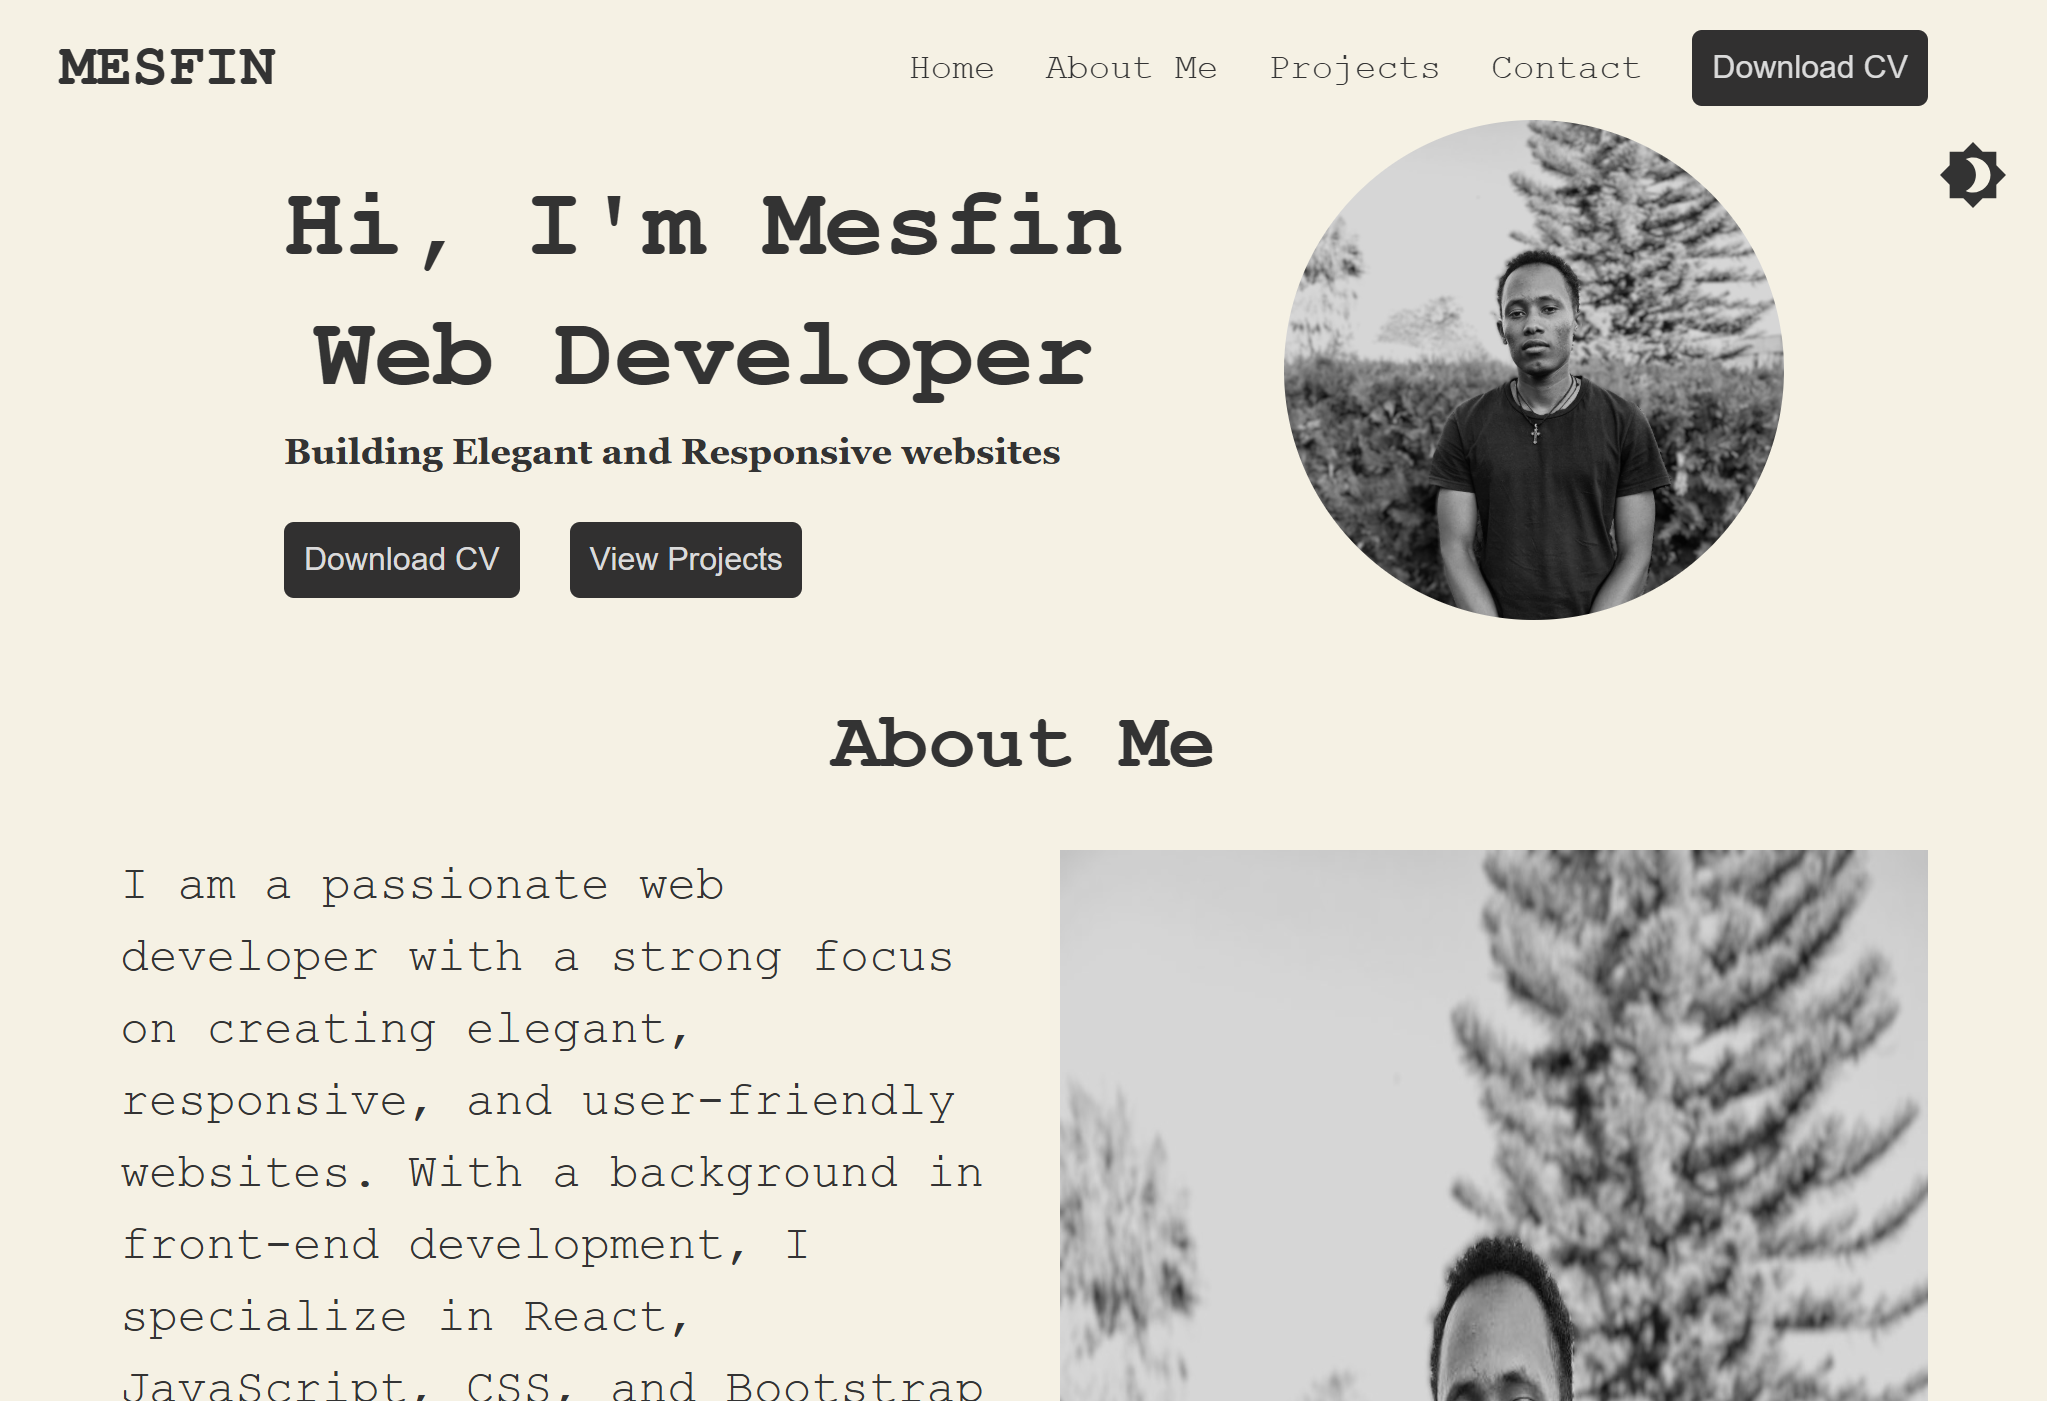 MESFIN
Home About Me Projects Contact Download CV
Hi, I'm Mesfin
Web Developer
Building Elegant and Responsive websites
Download CV View Projects
About Me
I am a passionate web
developer with a strong focus
on creating elegant,
responsive, and user-friendly
websites. With a background in
front-end development, I
specialize in React,
JavaScript, CSS, and Bootstrap